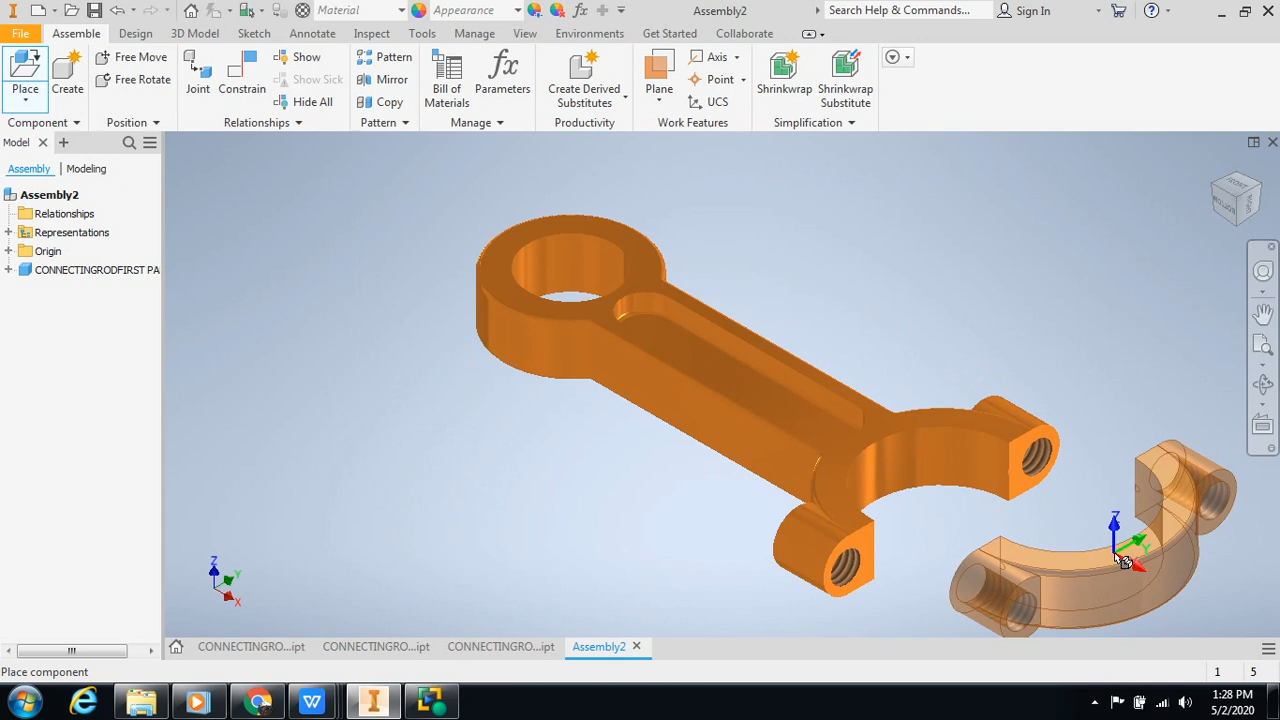 Material
Appearance
Assembly2
Search Help & Commands...
Sign In
File
Assemble
Design
3D Model
Sketch
Annotate
Inspect
Tools
Manage
View
Environments
Get Started
Collaborate
Place
Create
Free Move
Free Rotate
Joint
Constrain
Show
Show Sick
Hide All
Pattern
Mirror
Copy
Bill of
Materials
Parameters
Create Derived
Substitutes
Plane
Axis
Point
UCS
Shrinkwrap
Shrinkwrap
Substitute
Component
Position
Relationships
Pattern
Manage
Productivity
Work Features
Simplification
Model
Assembly
Modeling
Assembly2
Relationships
Representations
Origin
CONNECTINGRODFIRST PA
FRONT
BOTTOM
Z
Y
Z
Y
X
CONNECTINGRO...ipt
CONNECTINGRO...ipt
CONNECTINGRO...ipt
Assembly2
Place component
1
5
1:28 PM
5/2/2020